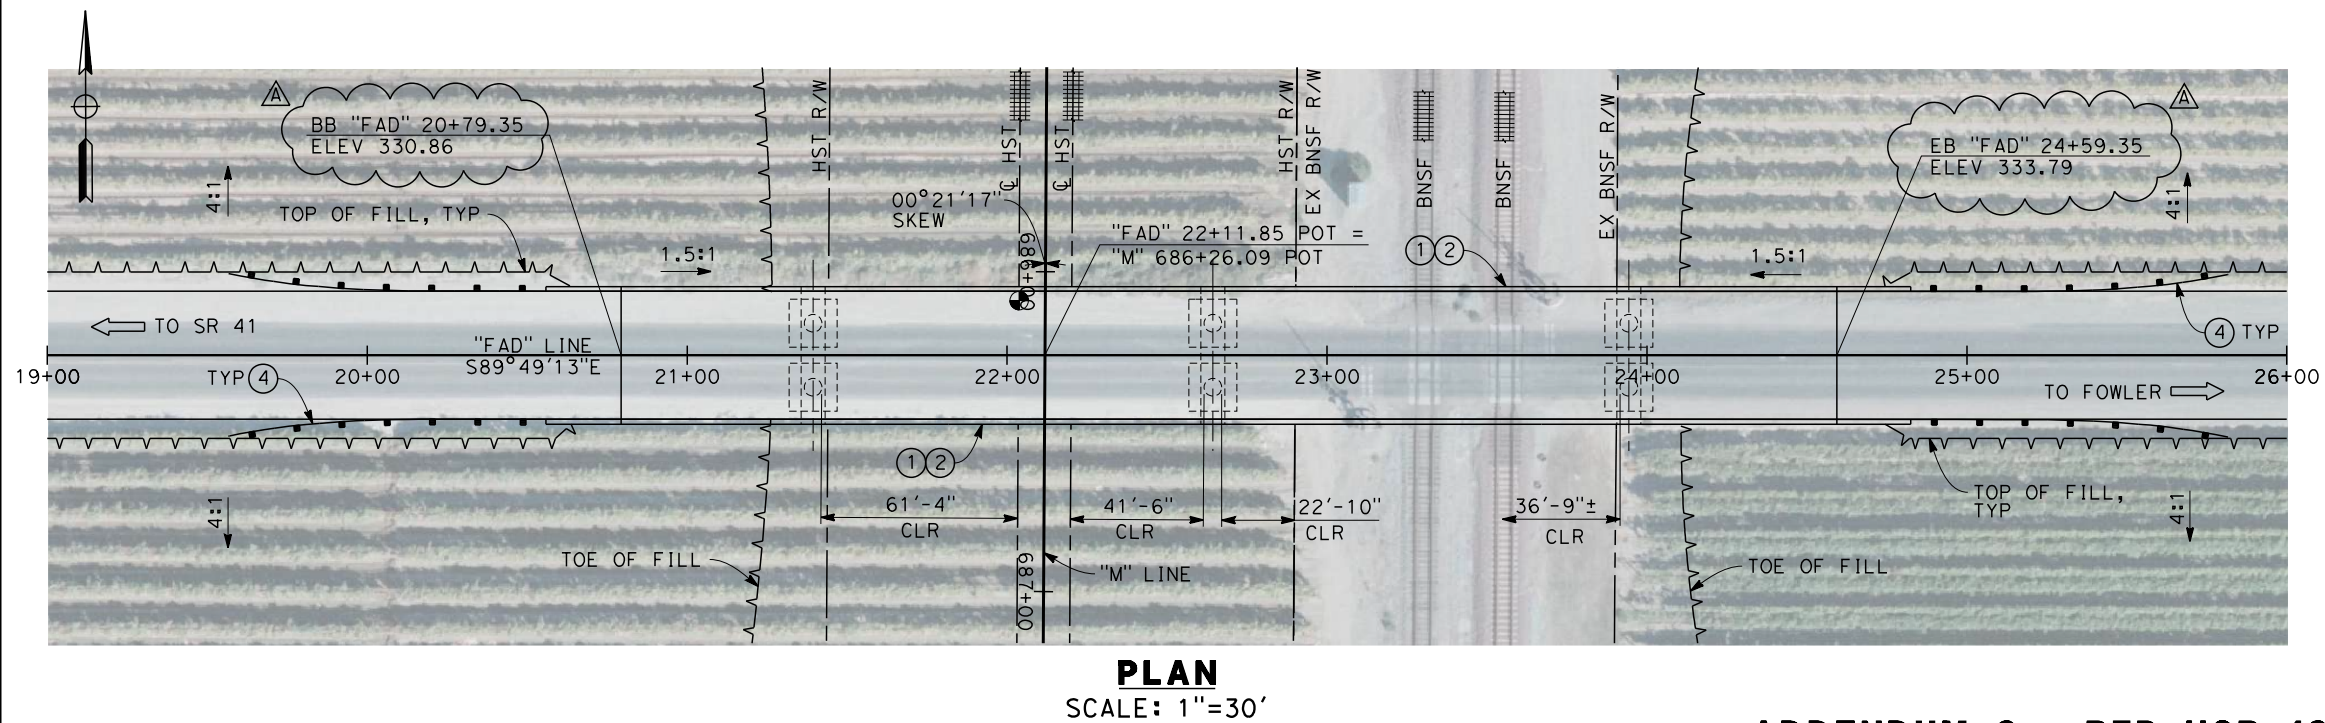 A
BB "FAD" 20+79.35
ELEV 330.86
4:1
TOP OF FILL, TYP
1.5:1
HST R/W
℄ HST
℄ HST
00°21'17"
SKEW
686+00
"FAD" 22+11.85 POT =
"M" 686+26.09 POT
HST R/W
EX BNSF R/W
BNSF
BNSF
EX BNSF R/W
1 2
A
EB "FAD" 24+59.35
ELEV 333.79
4:1
1.5:1
TO SR 41
"FAD" LINE
S89°49'13"E
4 TYP
19+00
20+00
21+00
22+00
23+00
24+00
25+00
26+00
TYP 4
TO FOWLER
1 2
61'-4"
CLR
41'-6"
CLR
22'-10"
CLR
36'-9"±
CLR
4:1
TOE OF FILL
687+00
"M" LINE
TOP OF FILL,
TYP
4:1
TOE OF FILL
PLAN
SCALE: 1"=30'